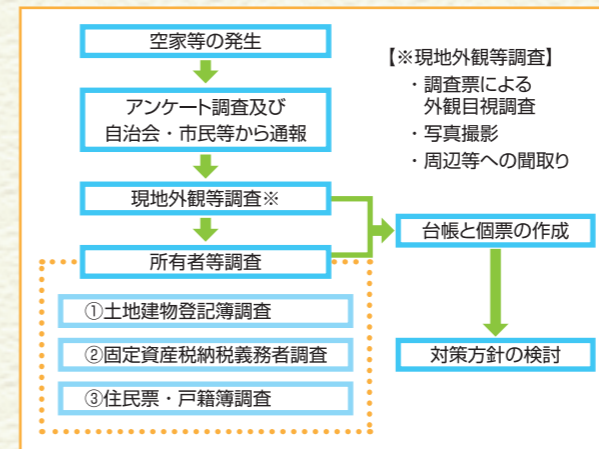 空家等の発生
アンケート調査及び
自治会・市民等から通報
現地外観等調査※
所有者等調査
①土地建物登記簿調査
②固定資産税納税義務者調査
③住民票・戸籍簿調査
【※現地外観等調査】
・調査票による
外観目視調査
・写真撮影
・周辺等への聞取り
台帳と個票の作成
対策方針の検討